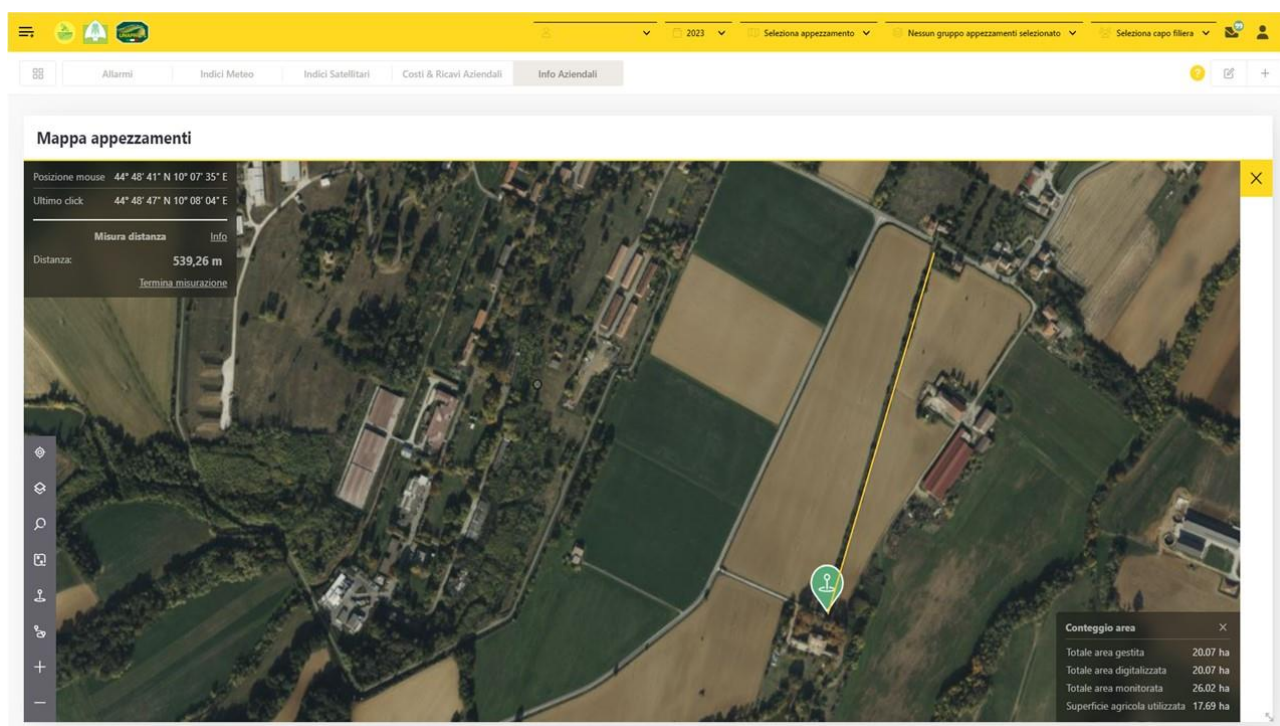 2023
Seleziona appezzamento
Nessun gruppo appezzamenti selezionato
Seleziona capo filiera
Allarmi
Indici Meteo
Indici Satellitari
Costi & Ricavi Aziendali
Info Aziendali
?
Mappa appezzamenti
Posizione mouse 44° 48' 41" N 10° 07' 35" E
Ultimo click 44° 48' 47" N 10° 08' 04" E
Misura distanza Info
Distanza: 539,26 m
Termina misurazione
Conteggio area
Totale area gestita 20.07 ha
Totale area digitalizzata 20.07 ha
Totale area monitorata 26.02 ha
Superficie agricola utilizzata 17.69 ha